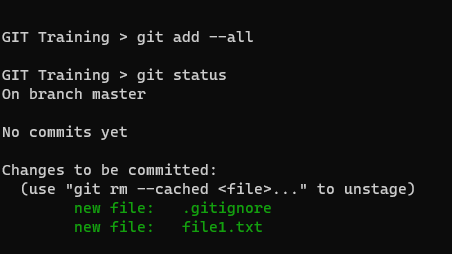 GIT Training > git add --all
GIT Training > git status
On branch master
No commits yet
Changes to be committed:
(use "git rm --cached <file>..." to unstage)
new file: .gitignore
new file: file1.txt